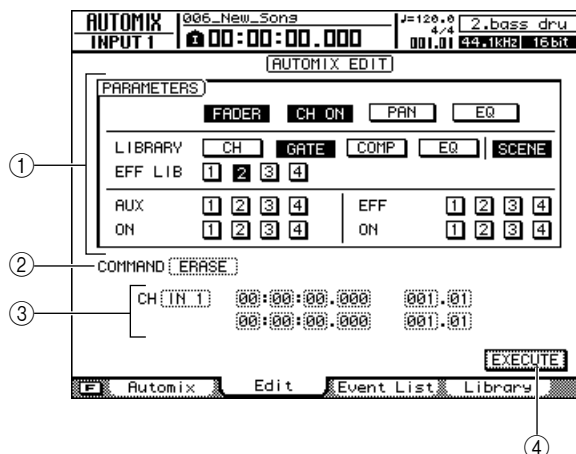 AUTOMIX 006_New_Song J=120.0 4/4 2.bass dru
INPUT 1 1 00:00:00.000 001.01 44.1kHz 16bit
AUTOMIX EDIT
PARAMETERS
FADER CH ON PAN EQ
LIBRARY CH GATE COMP EQ SCENE
EFF LIB 1 2 3 4
AUX 1 2 3 4 EFF 1 2 3 4
ON 1 2 3 4 ON 1 2 3 4
COMMAND ERASE
CH IN 1 00:00:00.000 001.01
00:00:00.000 001.01
EXECUTE
F Automix Edit Event List Library
1
2
3
4